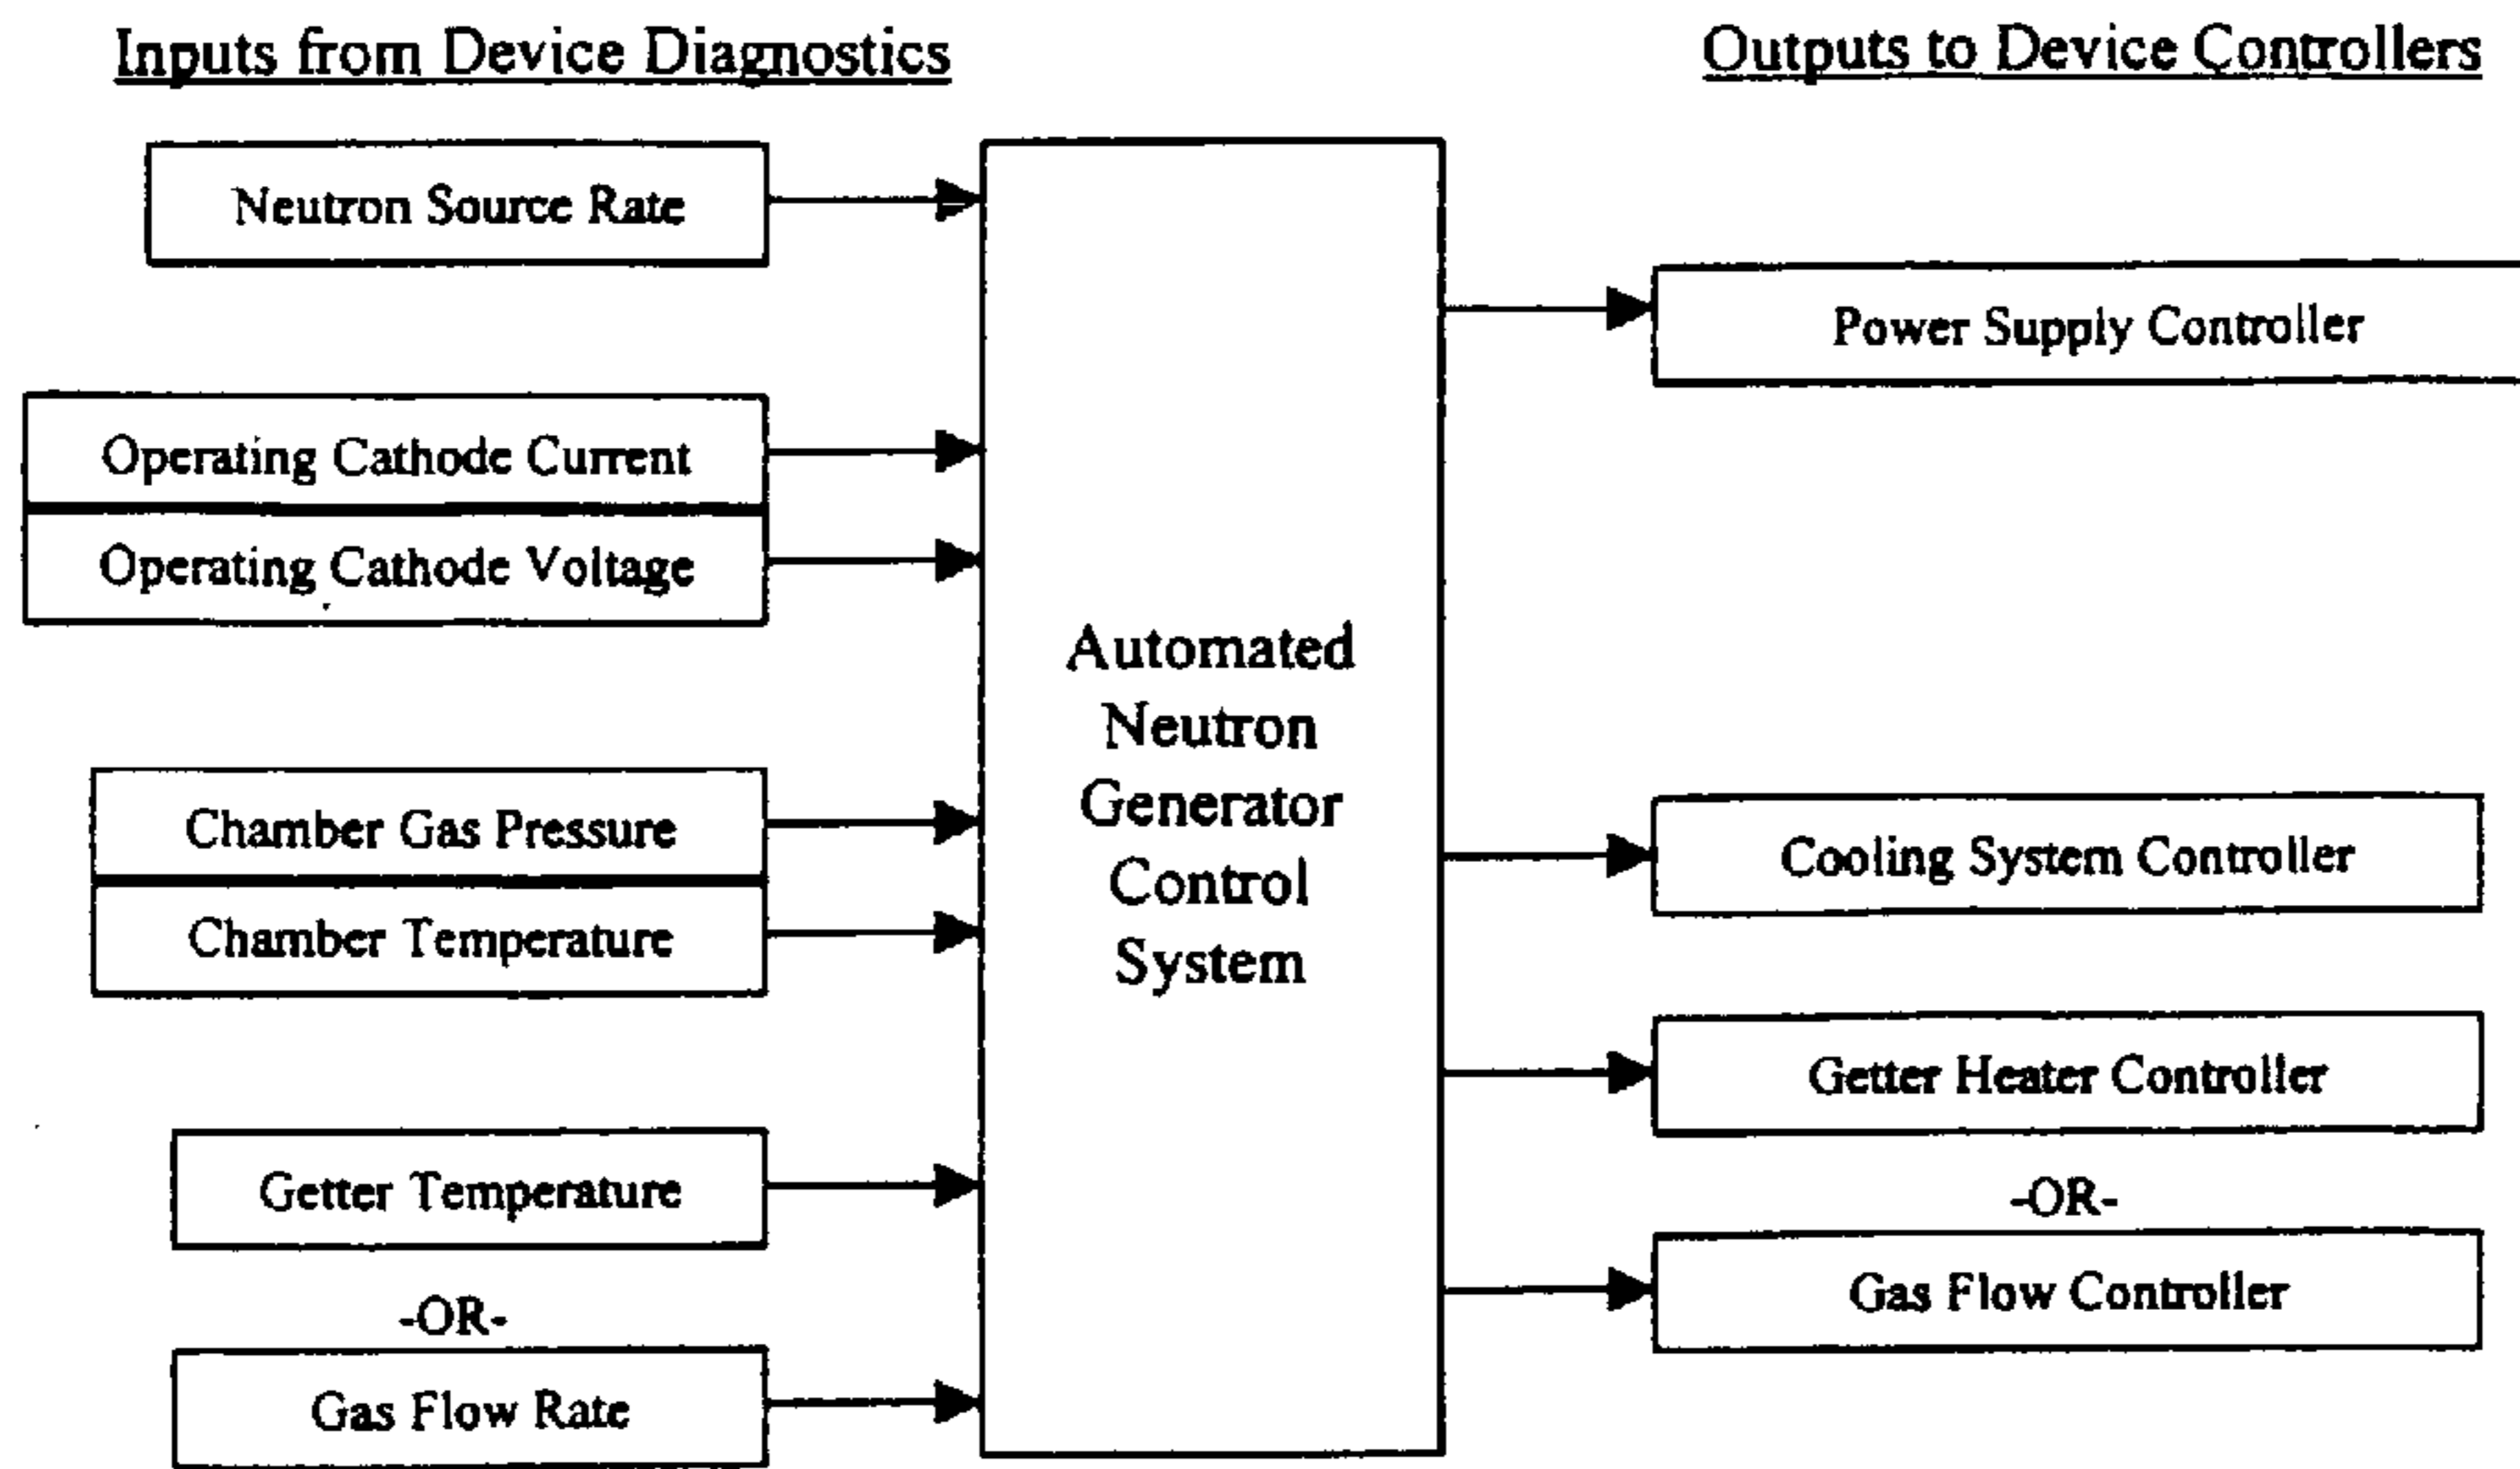 Inputs from Device Diagnostics
Neutron Source Rate
Operating Cathode Current
Operating Cathode Voltage
Chamber Gas Pressure
Chamber Temperature
Getter Temperature
-OR-
Gas Flow Rate
Automated
Neutron
Generator
Control
System
Outputs to Device Controllers
Power Supply Controller
Cooling System Controller
Getter Heater Controller
-OR-
Gas Flow Controller